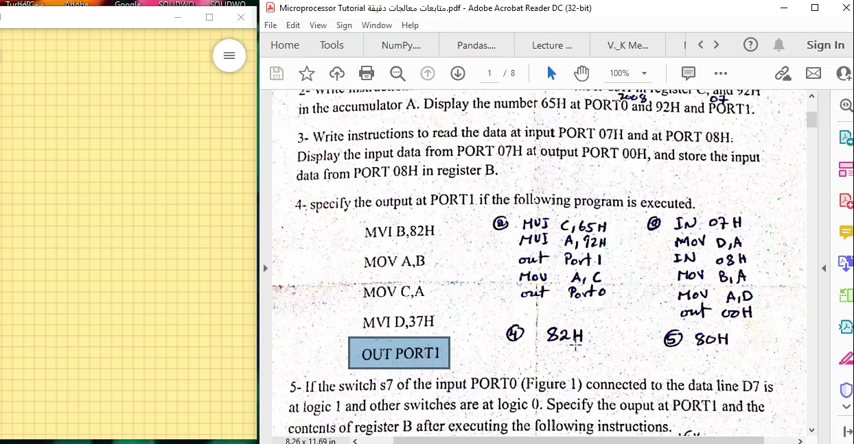 Microprocessor Tutorial متابعات معالجات دقيقة.pdf - Adobe Acrobat Reader DC (32-bit)
File Edit View Sign Window Help
Home Tools NumPy.... Pandas.... Lecture ... V._K Me... Sign In
1 / 8 100%
in the accumulator A. Display the number 65H at PORT0 and 92H and PORT1.
3- Write instructions to read the data at input PORT 07H and at PORT 08H.
Display the input data from PORT 07H at output PORT 00H, and store the input
data from PORT 08H in register B.
4- specify the output at PORT1 if the following program is executed.
MVI B,82H
MOV A,B
MOV C,A
MVI D,37H
OUT PORT1
MUI C,65H
MUI A,92H
out Port 1
Mov A,C
out Port 0
④ 82H
IN 07H
Mov D,A
IN 08H
Mov B,A
Mov A,D
out 00H
⑤ 80H
5- If the switch s7 of the input PORT0 (Figure 1) connected to the data line D7 is
at logic 1 and other switches are at logic 0. Specify the ouput at PORT1 and the
contents of register B after executing the following instructions.
8.26 x 11.69 in